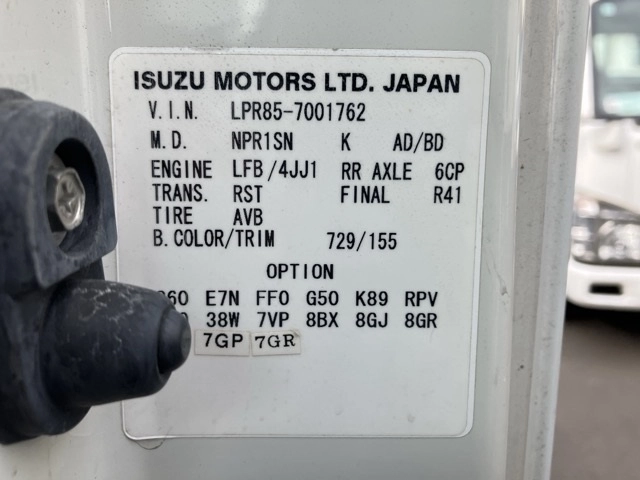 ISUZU MOTORS LTD. JAPAN
V.I.N. LPR85-7001762
M.D. NPR1SN K AD/BD
ENGINE LFB/4JJ1 RR AXLE 6CP
TRANS. RST FINAL R41
TIRE AVB
B.COLOR/TRIM 729/155
OPTION
E7N FF0 G50 K89 RPV
38W 7VP 8BX 8GJ 8GR
7GP 7GR